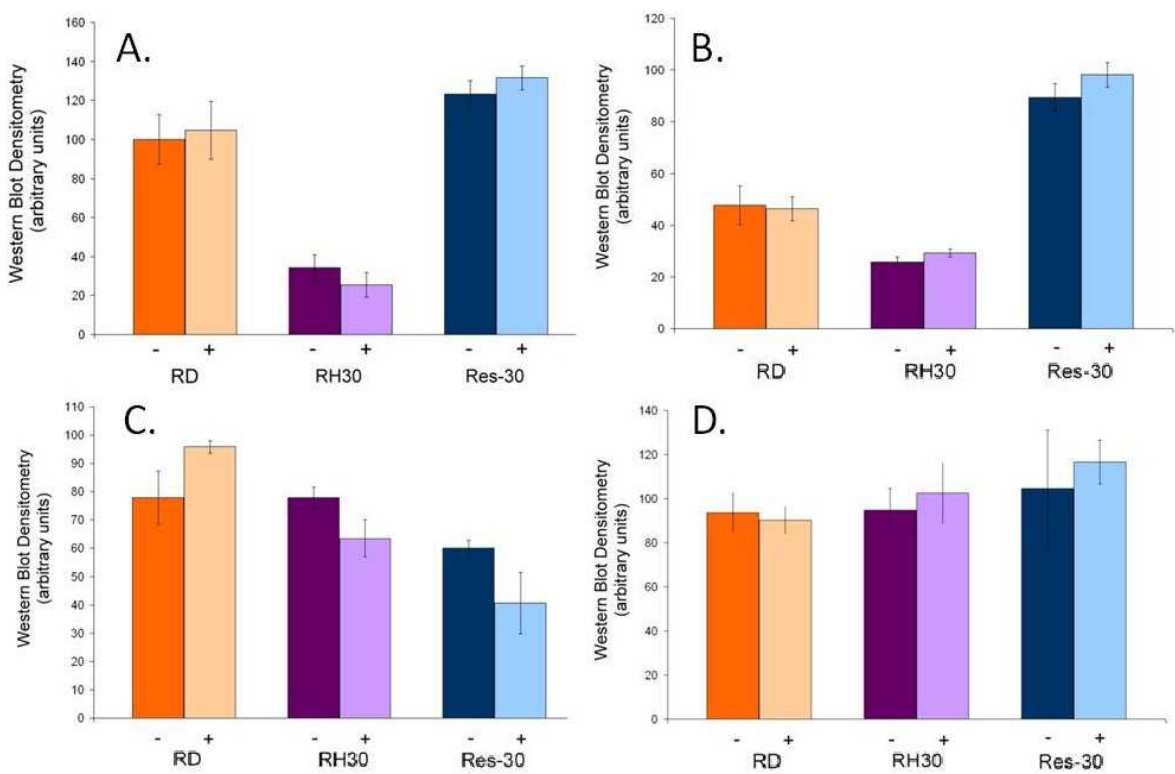 A.
Western Blot Densitometry
(arbitrary units)
160
140
120
100
80
60
40
20
0
- + - + - +
RD RH30 Res-30
B.
Western Blot Densitometry
(arbitrary units)
120
100
80
60
40
20
0
- + - + - +
RD RH30 Res-30
C.
Western Blot Densitometry
(arbitrary units)
110
100
90
80
70
60
50
40
30
20
10
0
- + - + - +
RD RH30 Res-30
D.
Western Blot Densitometry
(arbitrary units)
140
120
100
80
60
40
20
0
- + - + - +
RD RH30 Res-30